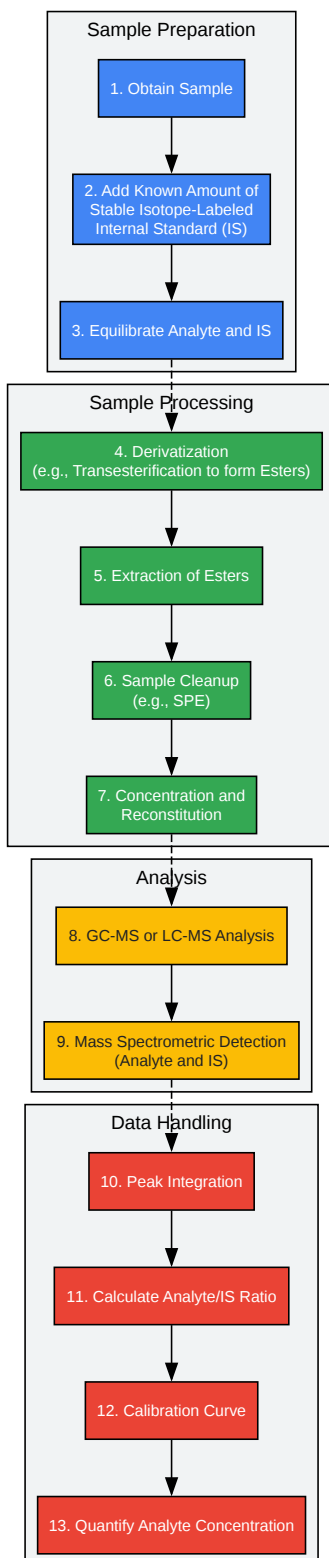 Sample Preparation
1. Obtain Sample
2. Add Known Amount of
Stable Isotope-Labeled
Internal Standard (IS)
3. Equilibrate Analyte and IS
Sample Processing
4. Derivatization
(e.g., Transesterification to form Esters)
5. Extraction of Esters
6. Sample Cleanup
(e.g., SPE)
7. Concentration and
Reconstitution
Analysis
8. GC-MS or LC-MS Analysis
9. Mass Spectrometric Detection
(Analyte and IS)
Data Handling
10. Peak Integration
11. Calculate Analyte/IS Ratio
12. Calibration Curve
13. Quantify Analyte Concentration